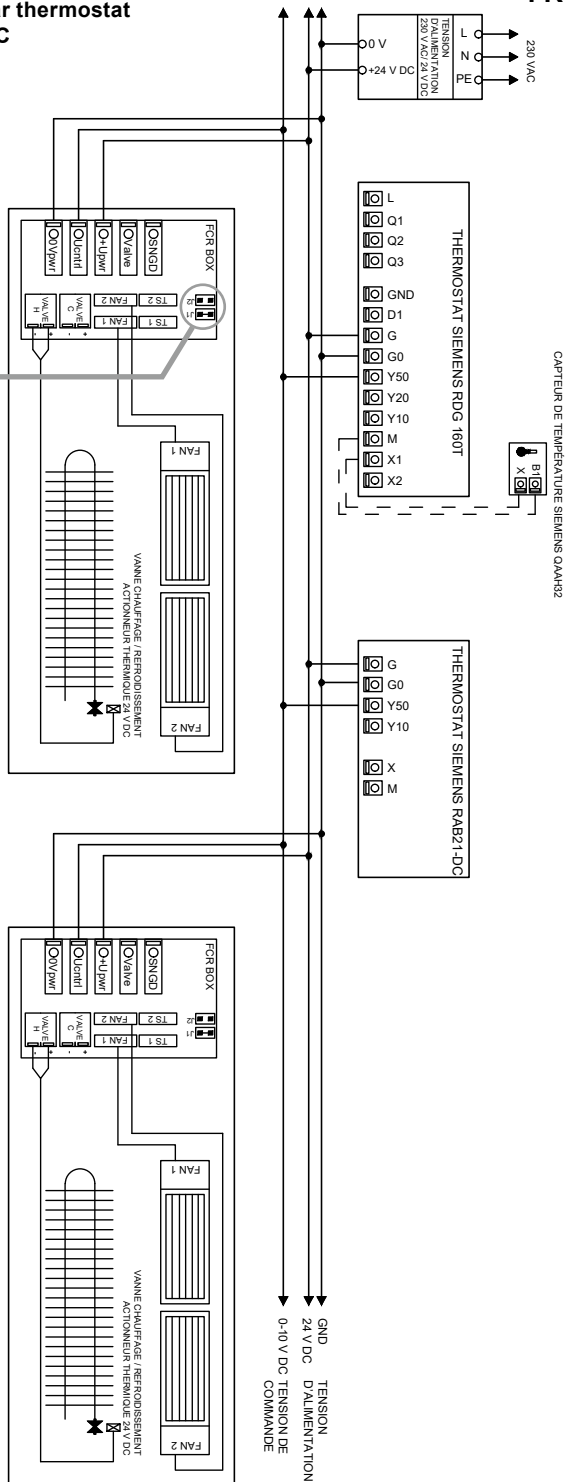 ar thermostat
C
FR
0 V
+24 V DC
TENSION
D'ALIMENTATION
230 V AC/ 24 V DC
L
N
PE
230 VAC
0Vpwr
Ucntrl
+Upwr
Valve
SNGD
FCR BOX
VALVE
H
- +
VALVE
C
- +
FAN 2
FAN 1
TS 2
TS 1
J2
J1
FAN 1
FAN 2
VANNE CHAUFFAGE / REFROIDISSEMENT
ACTIONNEUR THERMIQUE 24 V DC
L
Q1
Q2
Q3
GND
D1
G
G0
Y50
Y20
Y10
M
X1
X2
THERMOSTAT SIEMENS RDG 160T
B1
X
CAPTEUR DE TEMPÉRATURE SIEMENS QAAH32
G
G0
Y50
Y10
X
M
THERMOSTAT SIEMENS RAB21-DC
0Vpwr
Ucntrl
+Upwr
Valve
SNGD
FCR BOX
VALVE
H
- +
VALVE
C
- +
FAN 2
FAN 1
TS 2
TS 1
J2
J1
FAN 1
FAN 2
VANNE CHAUFFAGE / REFROIDISSEMENT
ACTIONNEUR THERMIQUE 24 V DC
GND TENSION
24 V DC D'ALIMENTATION
0-10 V DC TENSION DE
COMMANDE